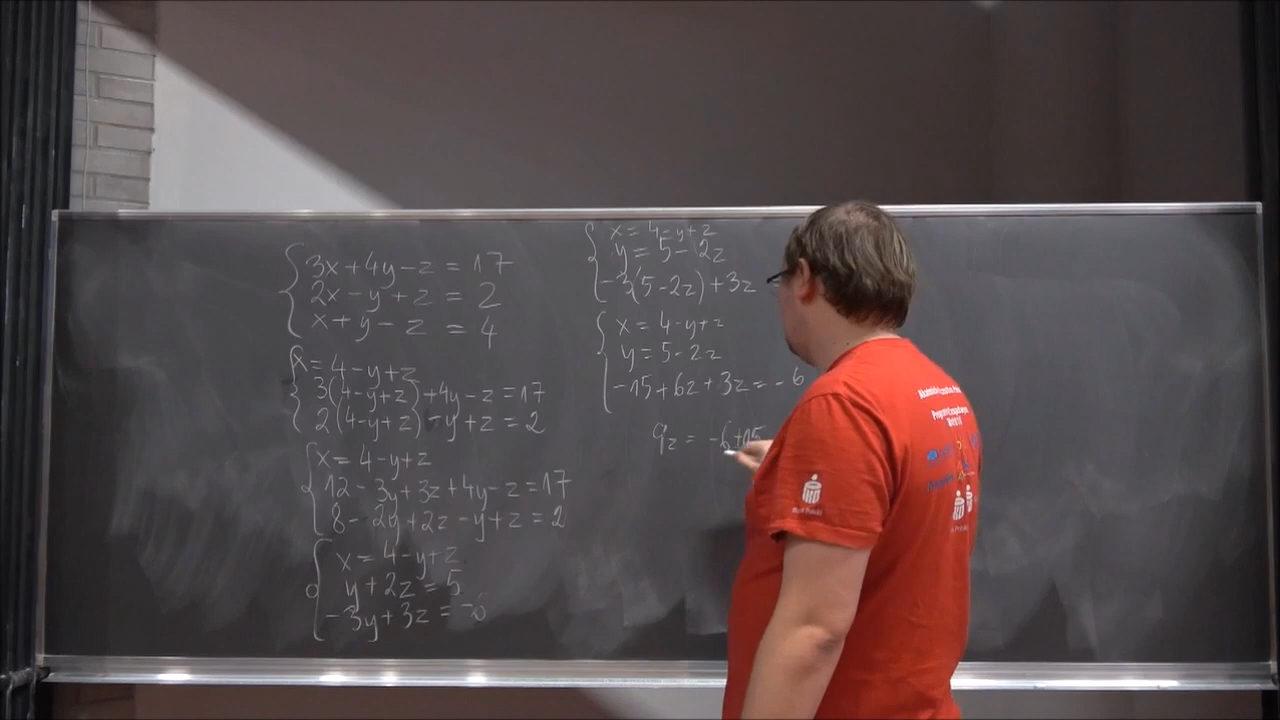 3x+4y-z=17
2x-y+z=2
x+y-z=4
x=4-y+z
3(4-y+z)+4y-z=17
2(4-y+z)-y+z=2
x=4-y+z
12-3y+3z+4y-z=17
8-2y+2z-y+z=2
x=4-y+z
y+2z=5
-3y+3z=-6
x=4-y+z
y=5-2z
-3(5-2z)+3z
x=4-y+z
y=5-2z
-15+6z+3z=-6
9z=-6+15